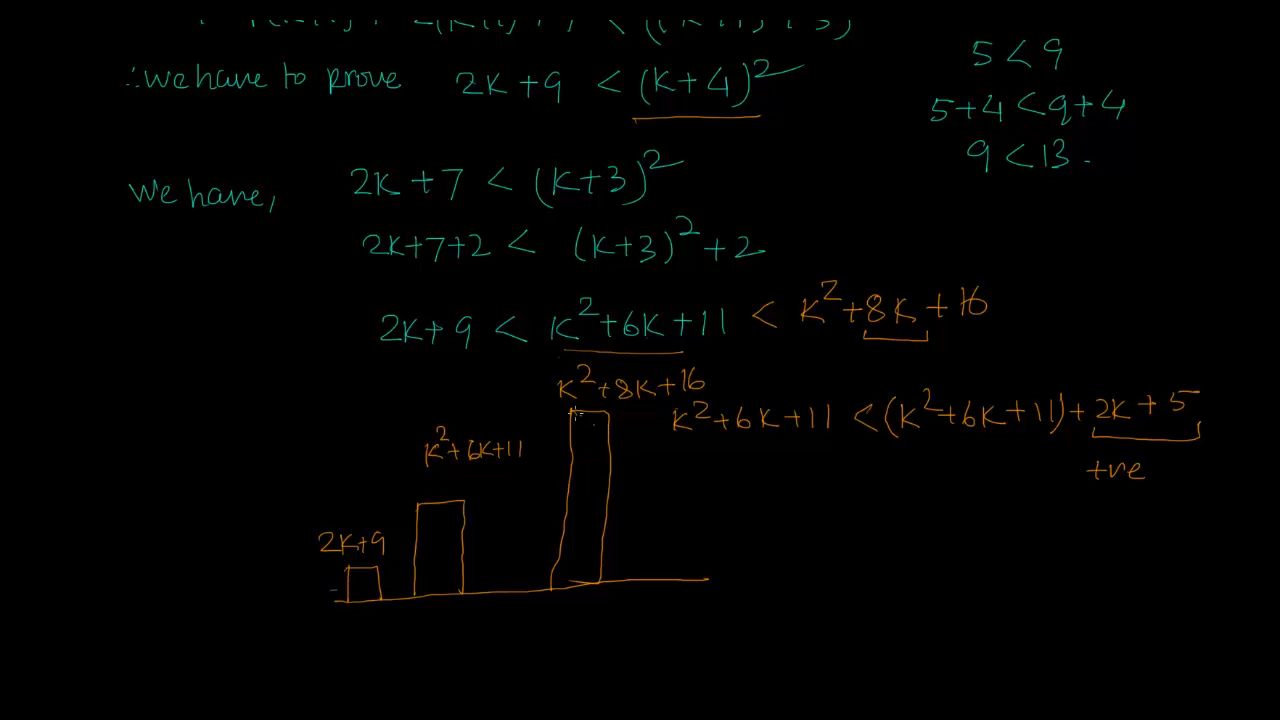 ∴ we have to prove 2k+9 < (k+4)²
5 < 9
5+4 < 9+4
9 < 13.
We have, 2k+7 < (k+3)²
2k+7+2 < (k+3)²+2
2k+9 < k²+6k+11 < k²+8k+16
k²+8k+16
k²+6k+11 < (k²+6k+11)+2k+5
+ve
k²+6k+11
2k+9